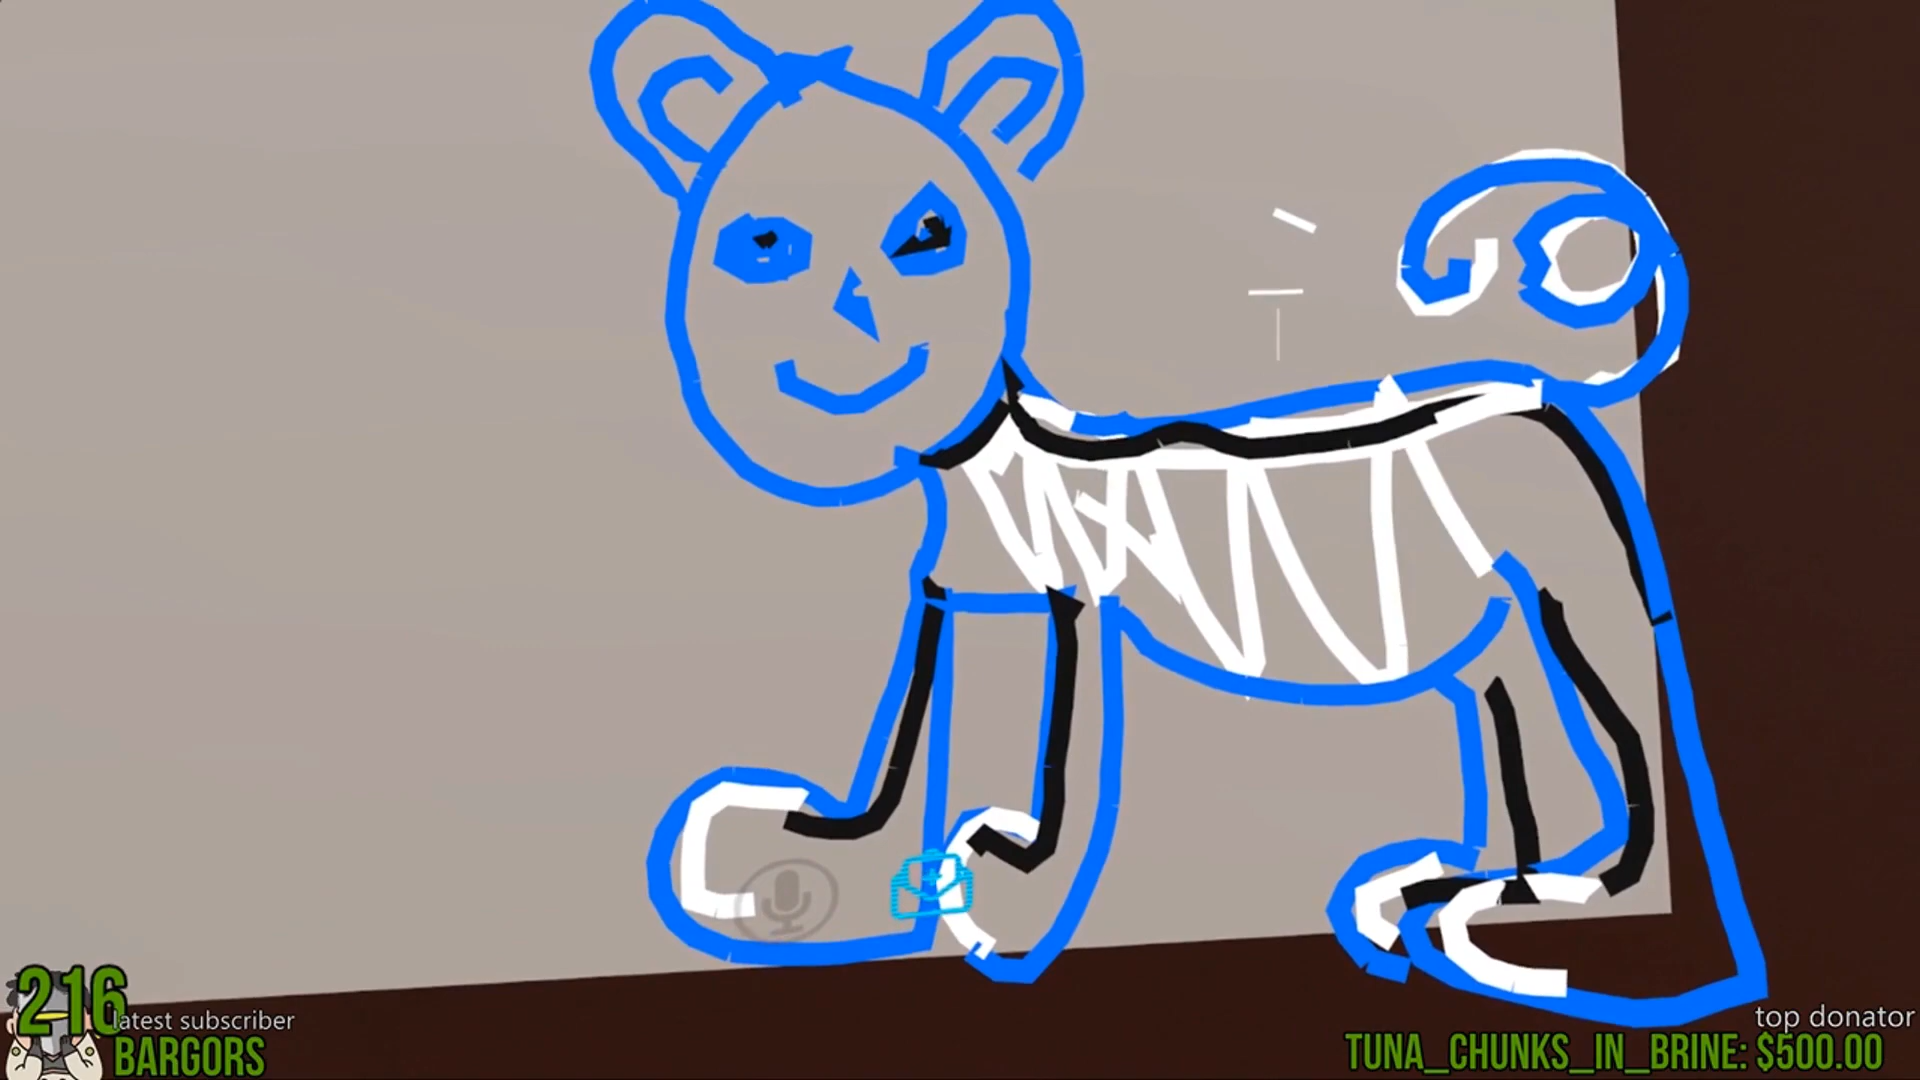 216
latest subscriber
BARGORS
top donator
TUNA_CHUNKS_IN_BRINE: $500.00